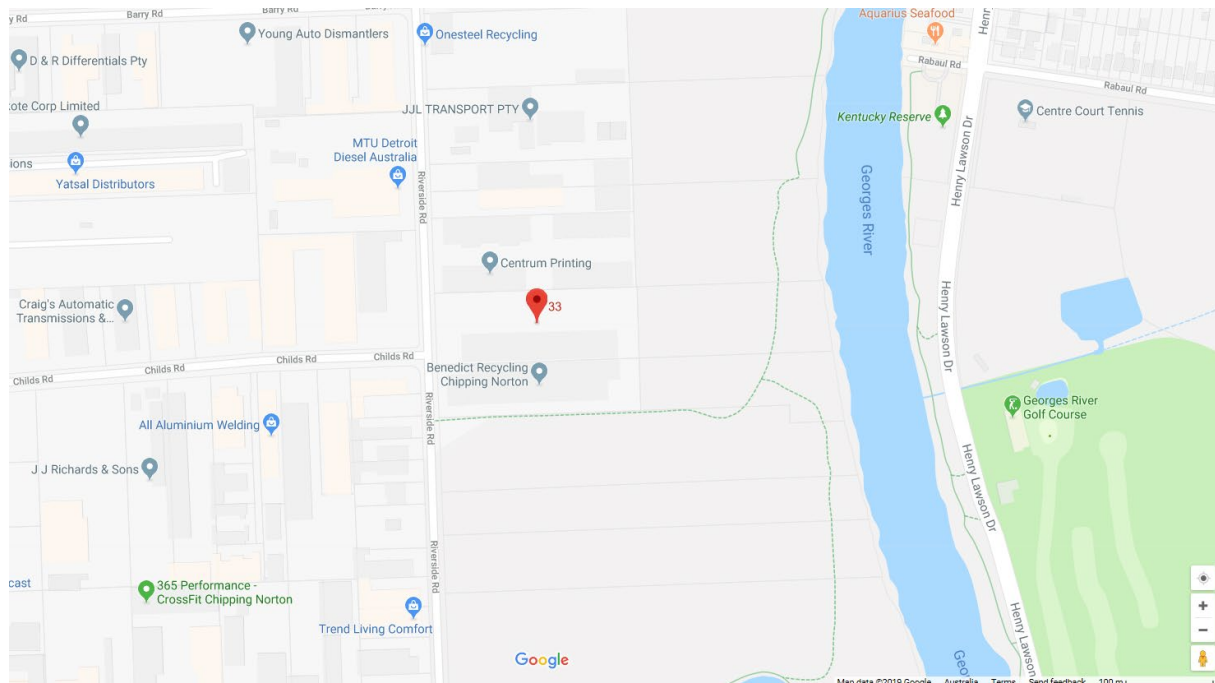 y Rd
Barry Rd
Young Auto Dismantlers
Onesteel Recycling
D & R Differentials Pty
kote Corp Limited
ions
Yatsal Distributors
JJL TRANSPORT PTY
MTU Detroit
Diesel Australia
Riverside Rd
Centrum Printing
33
Craig's Automatic
Transmissions &...
Childs Rd
Childs Rd
Childs Rd
Childs Rd
Benedict Recycling
Chipping Norton
Riverside Rd
All Aluminium Welding
J J Richards & Sons
Riverside Rd
cast
365 Performance -
CrossFit Chipping Norton
Trend Living Comfort
Aquarius Seafood
Henry
Rabaul Rd
Rabaul Rd
Kentucky Reserve
Centre Court Tennis
Henry Lawson Dr
Georges River
Henry Lawson Dr
Georges River
Golf Course
Henry Lawson Dr
Henry Lawson
Geo
Google
Map data ©2019 Google Australia Terms Send feedback 100 m